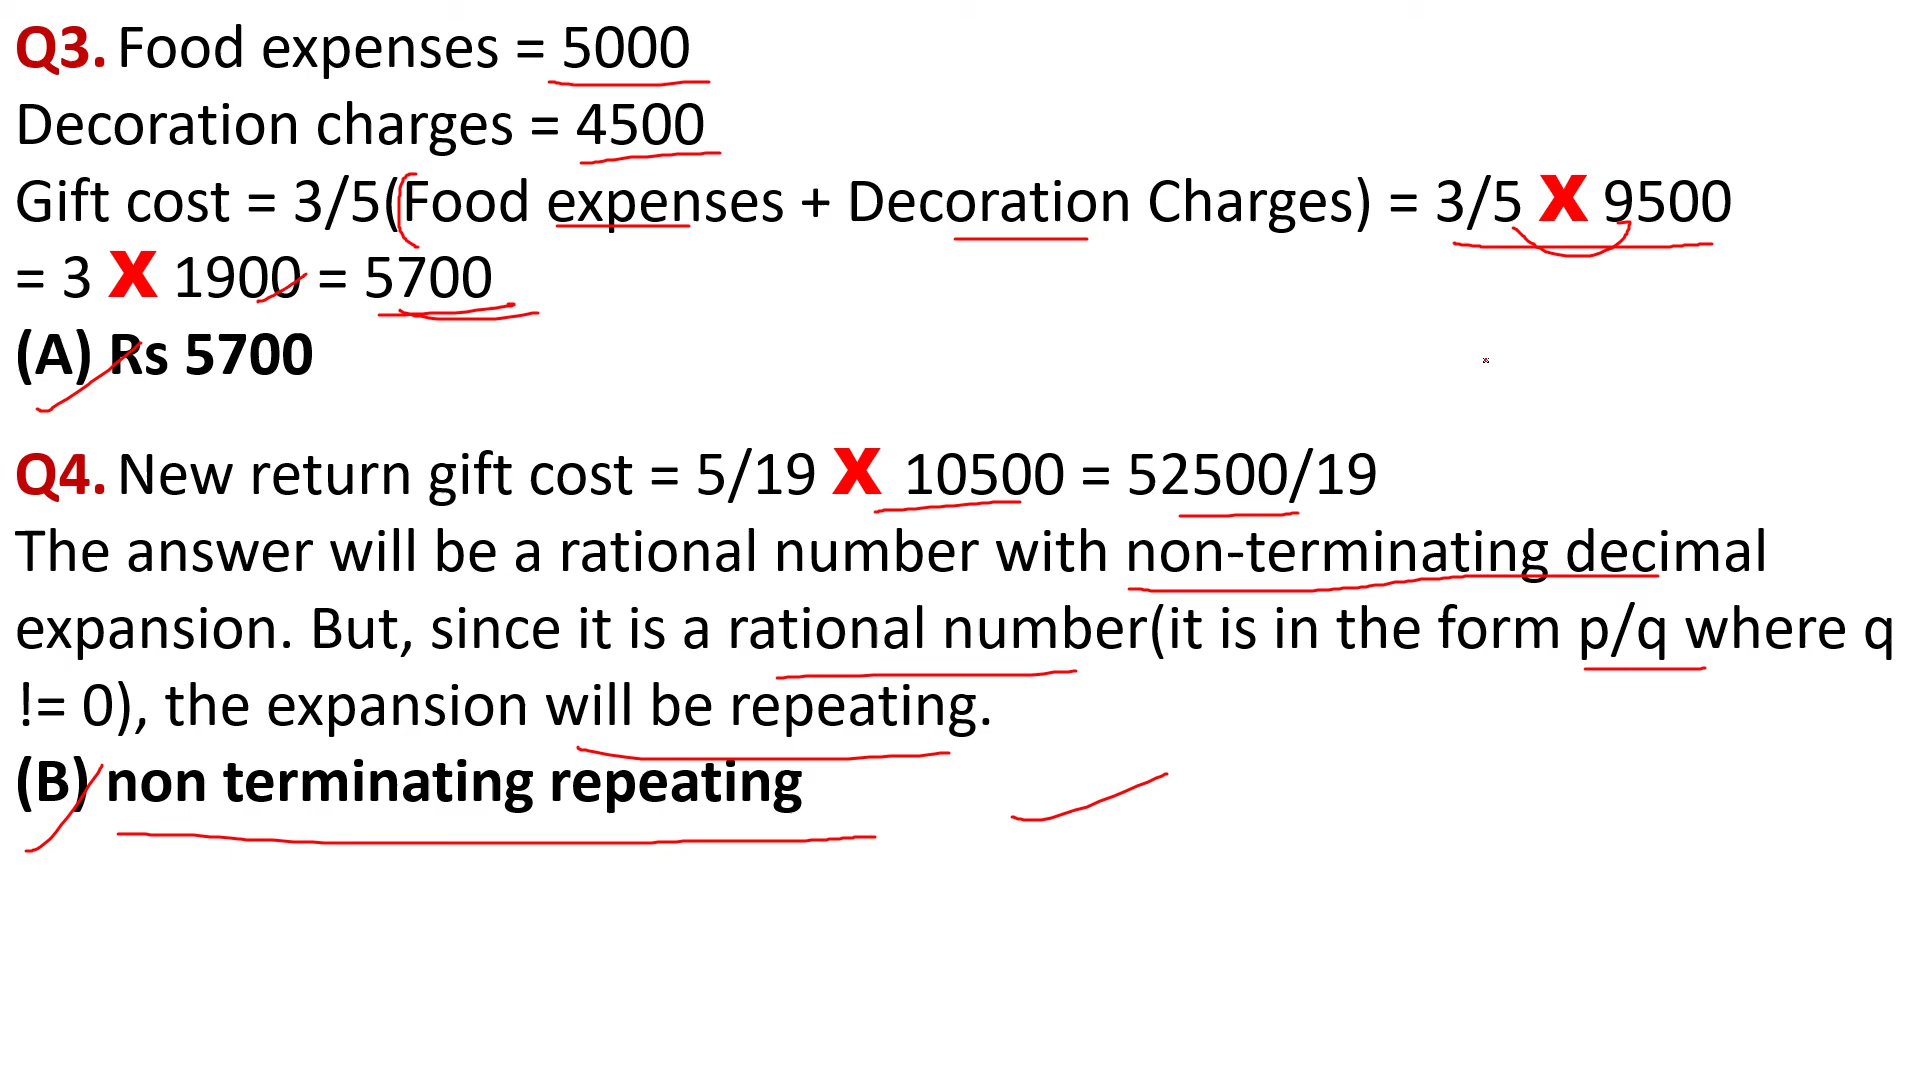 Q3. Food expenses = 5000
Decoration charges = 4500
Gift cost = 3/5(Food expenses + Decoration Charges) = 3/5 X 9500
= 3 X 1900 = 5700
(A) Rs 5700
Q4. New return gift cost = 5/19 X 10500 = 52500/19
The answer will be a rational number with non-terminating decimal
expansion. But, since it is a rational number(it is in the form p/q where q
!= 0), the expansion will be repeating.
(B) non terminating repeating